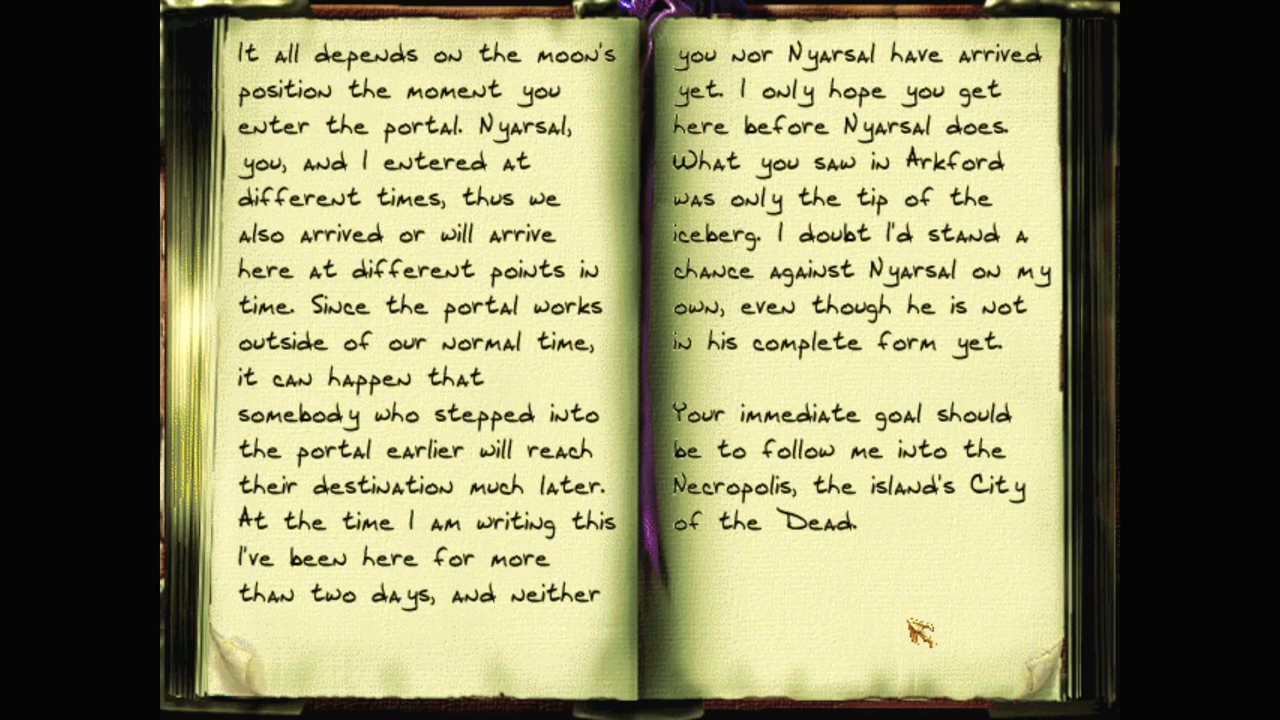 It all depends on the moon's
position the moment you
enter the portal. Nyarsal,
you, and I entered at
different times, thus we
also arrived or will arrive
here at different points in
time. Since the portal works
outside of our normal time,
it can happen that
somebody who stepped into
the portal earlier will reach
their destination much later.
At the time I am writing this
I've been here for more
than two days, and neither
you nor Nyarsal have arrived
yet. I only hope you get
here before Nyarsal does.
What you saw in Arkford
was only the tip of the
iceberg. I doubt I'd stand a
chance against Nyarsal on my
own, even though he is not
in his complete form yet.
Your immediate goal should
be to follow me into the
Necropolis, the island's City
of the Dead.